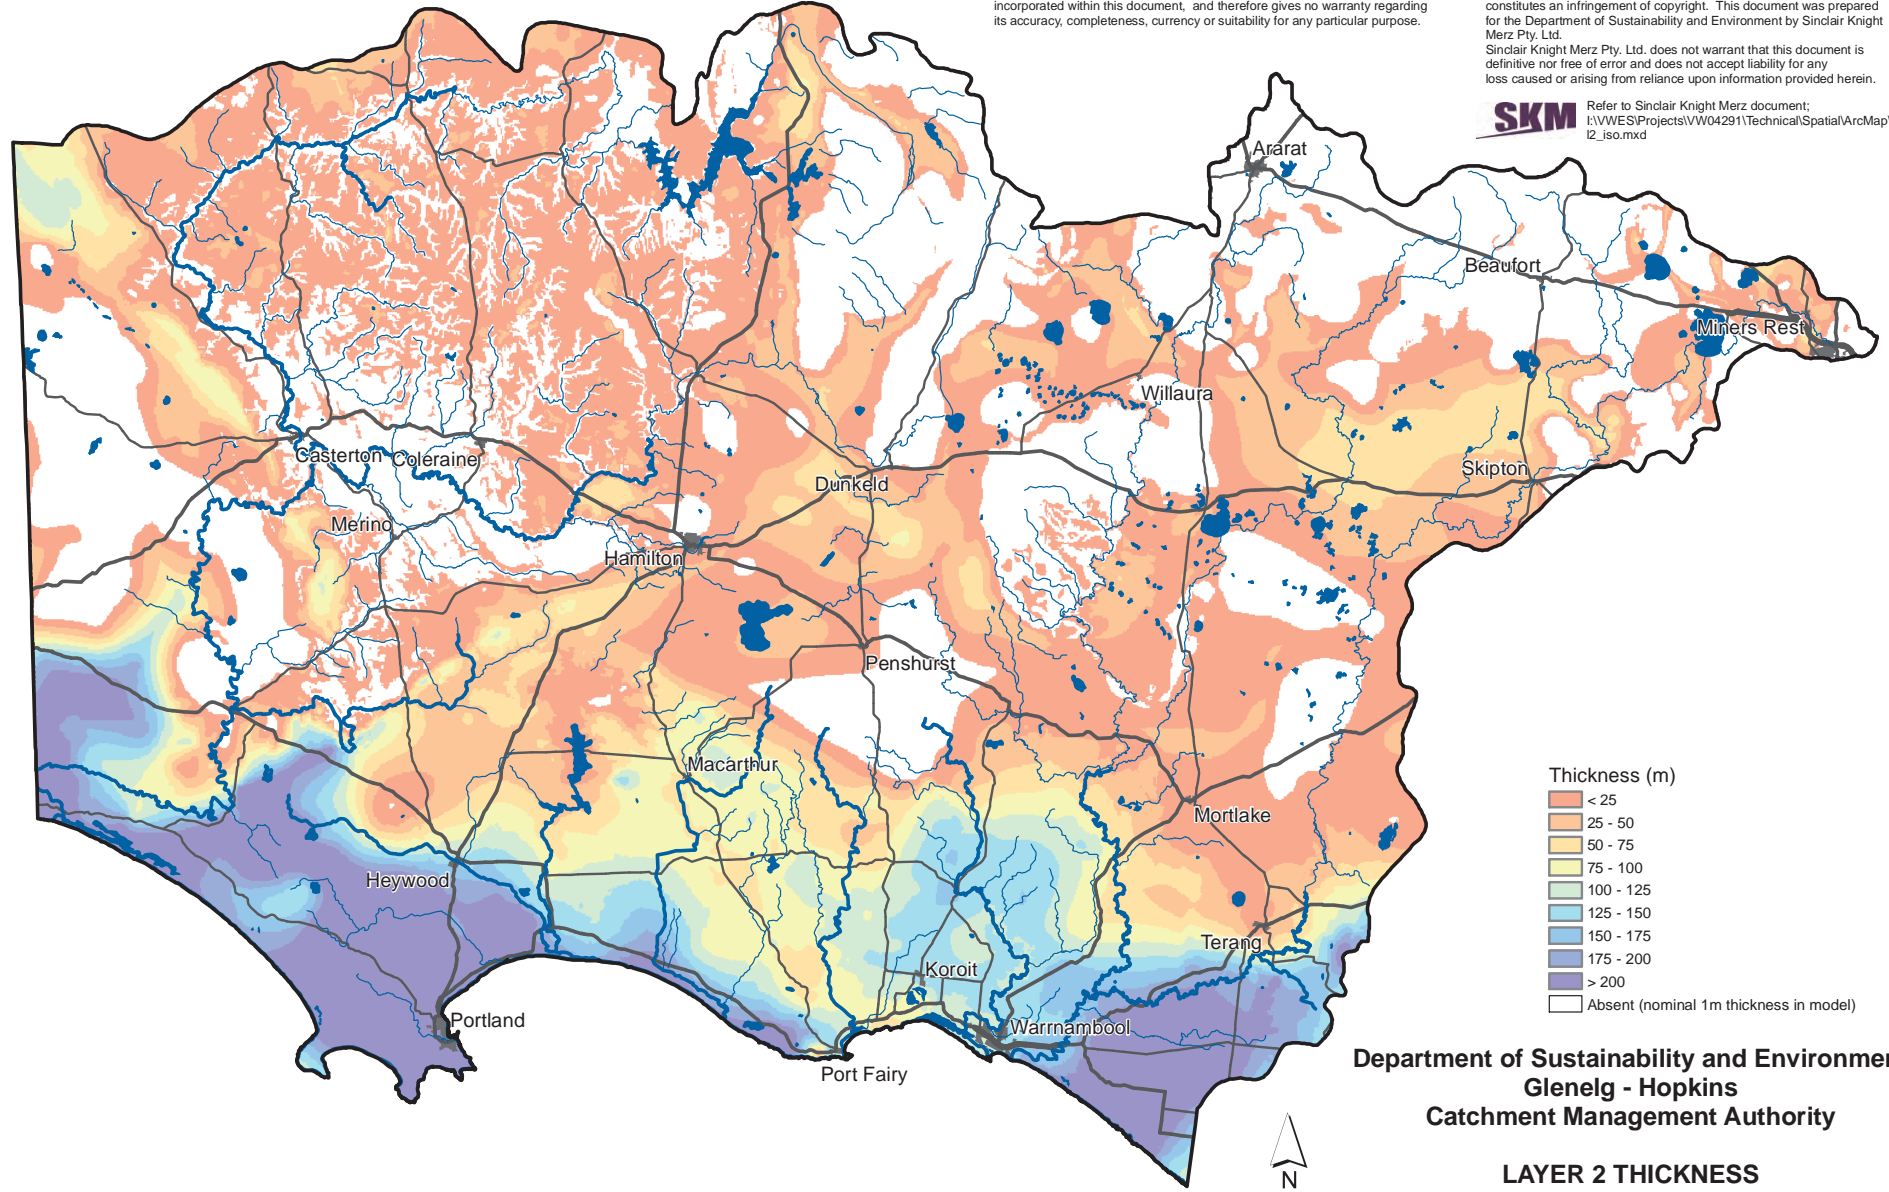 incorporated within this document, and therefore gives no warranty regarding
its accuracy, completeness, currency or suitability for any particular purpose.
constitutes an infringement of copyright. This document was prepared
for the Department of Sustainability and Environment by Sinclair Knight
Merz Pty. Ltd.
Sinclair Knight Merz Pty. Ltd. does not warrant that this document is
definitive nor free of error and does not accept liability for any
loss caused or arising from reliance upon information provided herein.
SKM
Refer to Sinclair Knight Merz document;
I:\VWES\Projects\VW04291\Technical\Spatial\ArcMap\
l2_iso.mxd
Ararat
Beaufort
Miners Rest
Willaura
Casterton
Coleraine
Skipton
Dunkeld
Merino
Hamilton
Penshurst
Macarthur
Mortlake
Heywood
Terang
Koroit
Portland
Warrnambool
Port Fairy
Thickness (m)
< 25
25 - 50
50 - 75
75 - 100
100 - 125
125 - 150
150 - 175
175 - 200
> 200
Absent (nominal 1m thickness in model)
Department of Sustainability and Environme
Glenelg - Hopkins
Catchment Management Authority
N
LAYER 2 THICKNESS